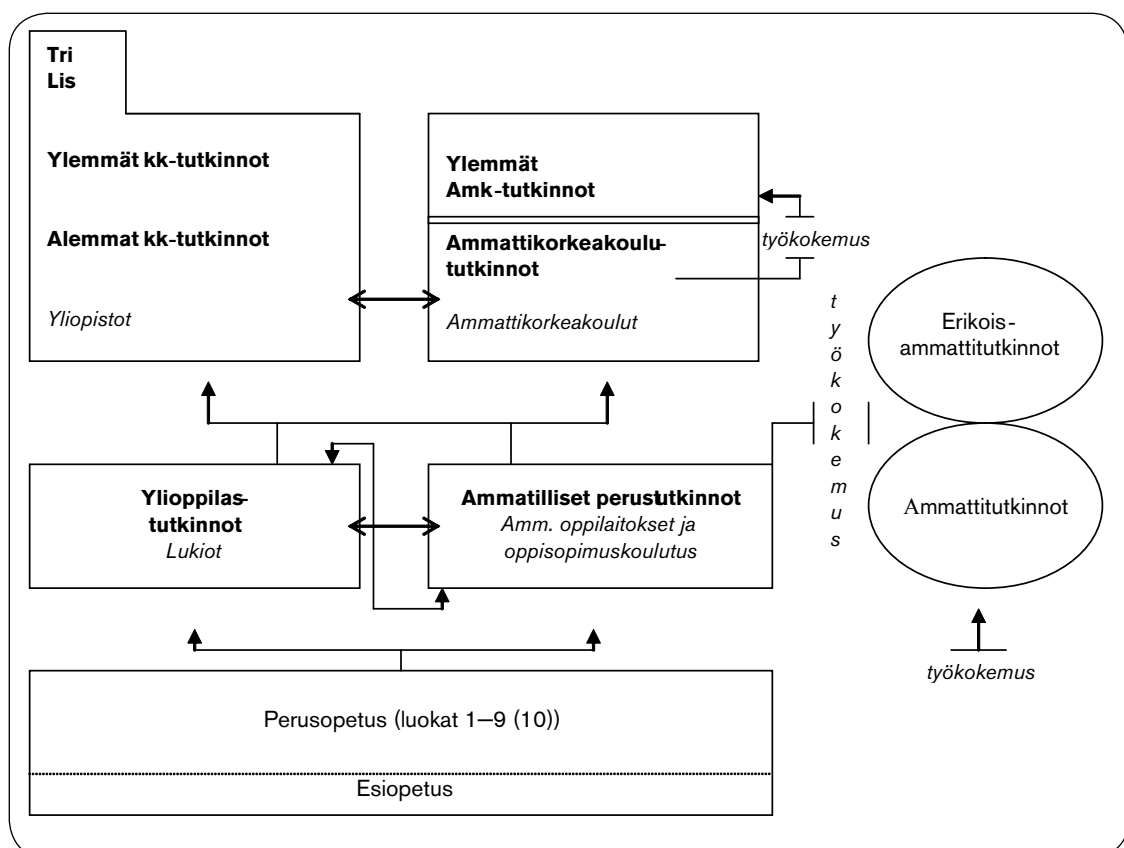 Tri
Lis
Ylemmät kk-tutkinnot
Alemmat kk-tutkinnot
Yliopistot
Ylemmät
Amk-tutkinnot
Ammattikorkeakoulu-
tutkinnot
Ammattikorkeakoulut
työkokemus
työkokemus
Erikois-
ammattitutkinnot
Ammattitutkinnot
työkokemus
Ylioppilas-
tutkinnot
Lukiot
Ammatilliset perustutkinnot
Amm. oppilaitokset ja
oppisopimuskoulutus
Perusopetus (luokat 1–9 (10))
Esiopetus